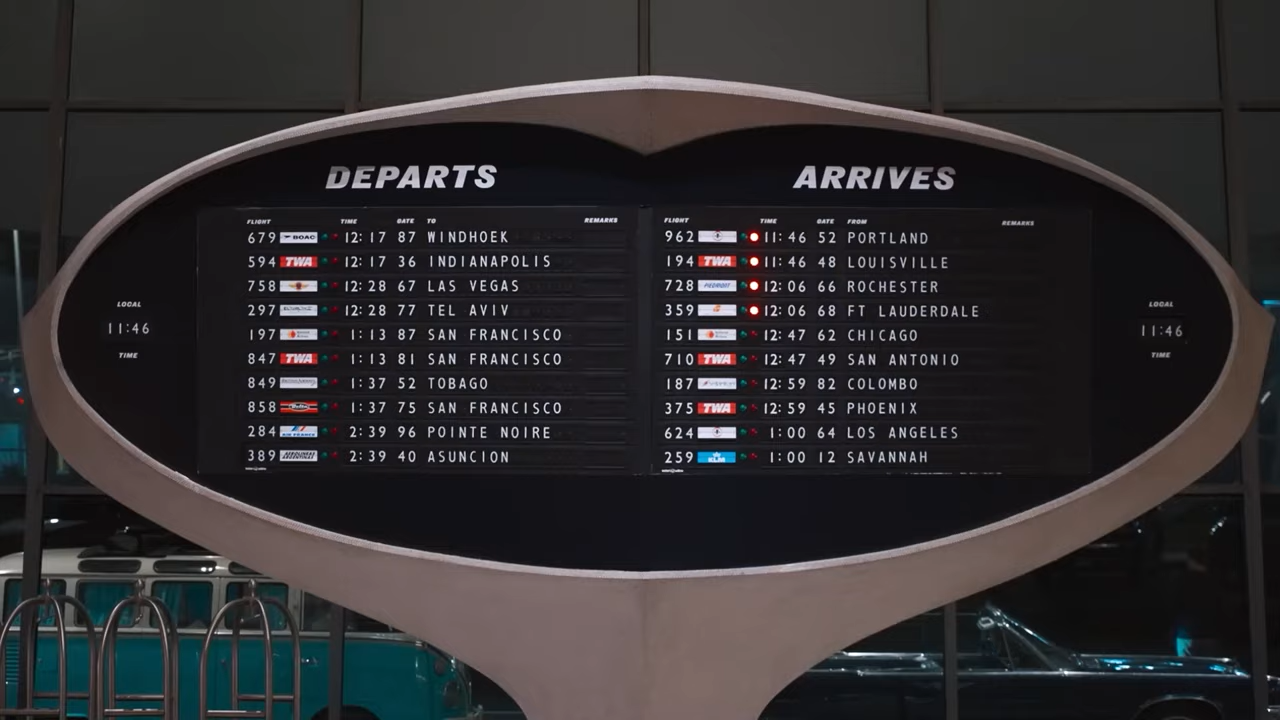 DEPARTS
FLIGHT TIME GATE TO REMARKS
679 BOAC 12:17 87 WINDHOEK
594 TWA 12:17 36 INDIANAPOLIS
758 12:28 67 LAS VEGAS
297 12:28 77 TEL AVIV
197 1:13 87 SAN FRANCISCO
847 TWA 1:13 81 SAN FRANCISCO
849 1:37 52 TOBAGO
858 1:37 75 SAN FRANCISCO
284 AIR FRANCE 2:39 96 POINTE NOIRE
389 2:39 40 ASUNCION
ARRIVES
FLIGHT TIME GATE FROM REMARKS
962 11:46 52 PORTLAND
194 TWA 11:46 48 LOUISVILLE
728 PIEDMONT 12:06 66 ROCHESTER
359 12:06 68 FT LAUDERDALE
151 12:47 62 CHICAGO
710 TWA 12:47 49 SAN ANTONIO
187 12:59 82 COLOMBO
375 TWA 12:59 45 PHOENIX
624 1:00 64 LOS ANGELES
259 KLM 1:00 12 SAVANNAH
LOCAL
11:46
TIME
LOCAL
11:46
TIME